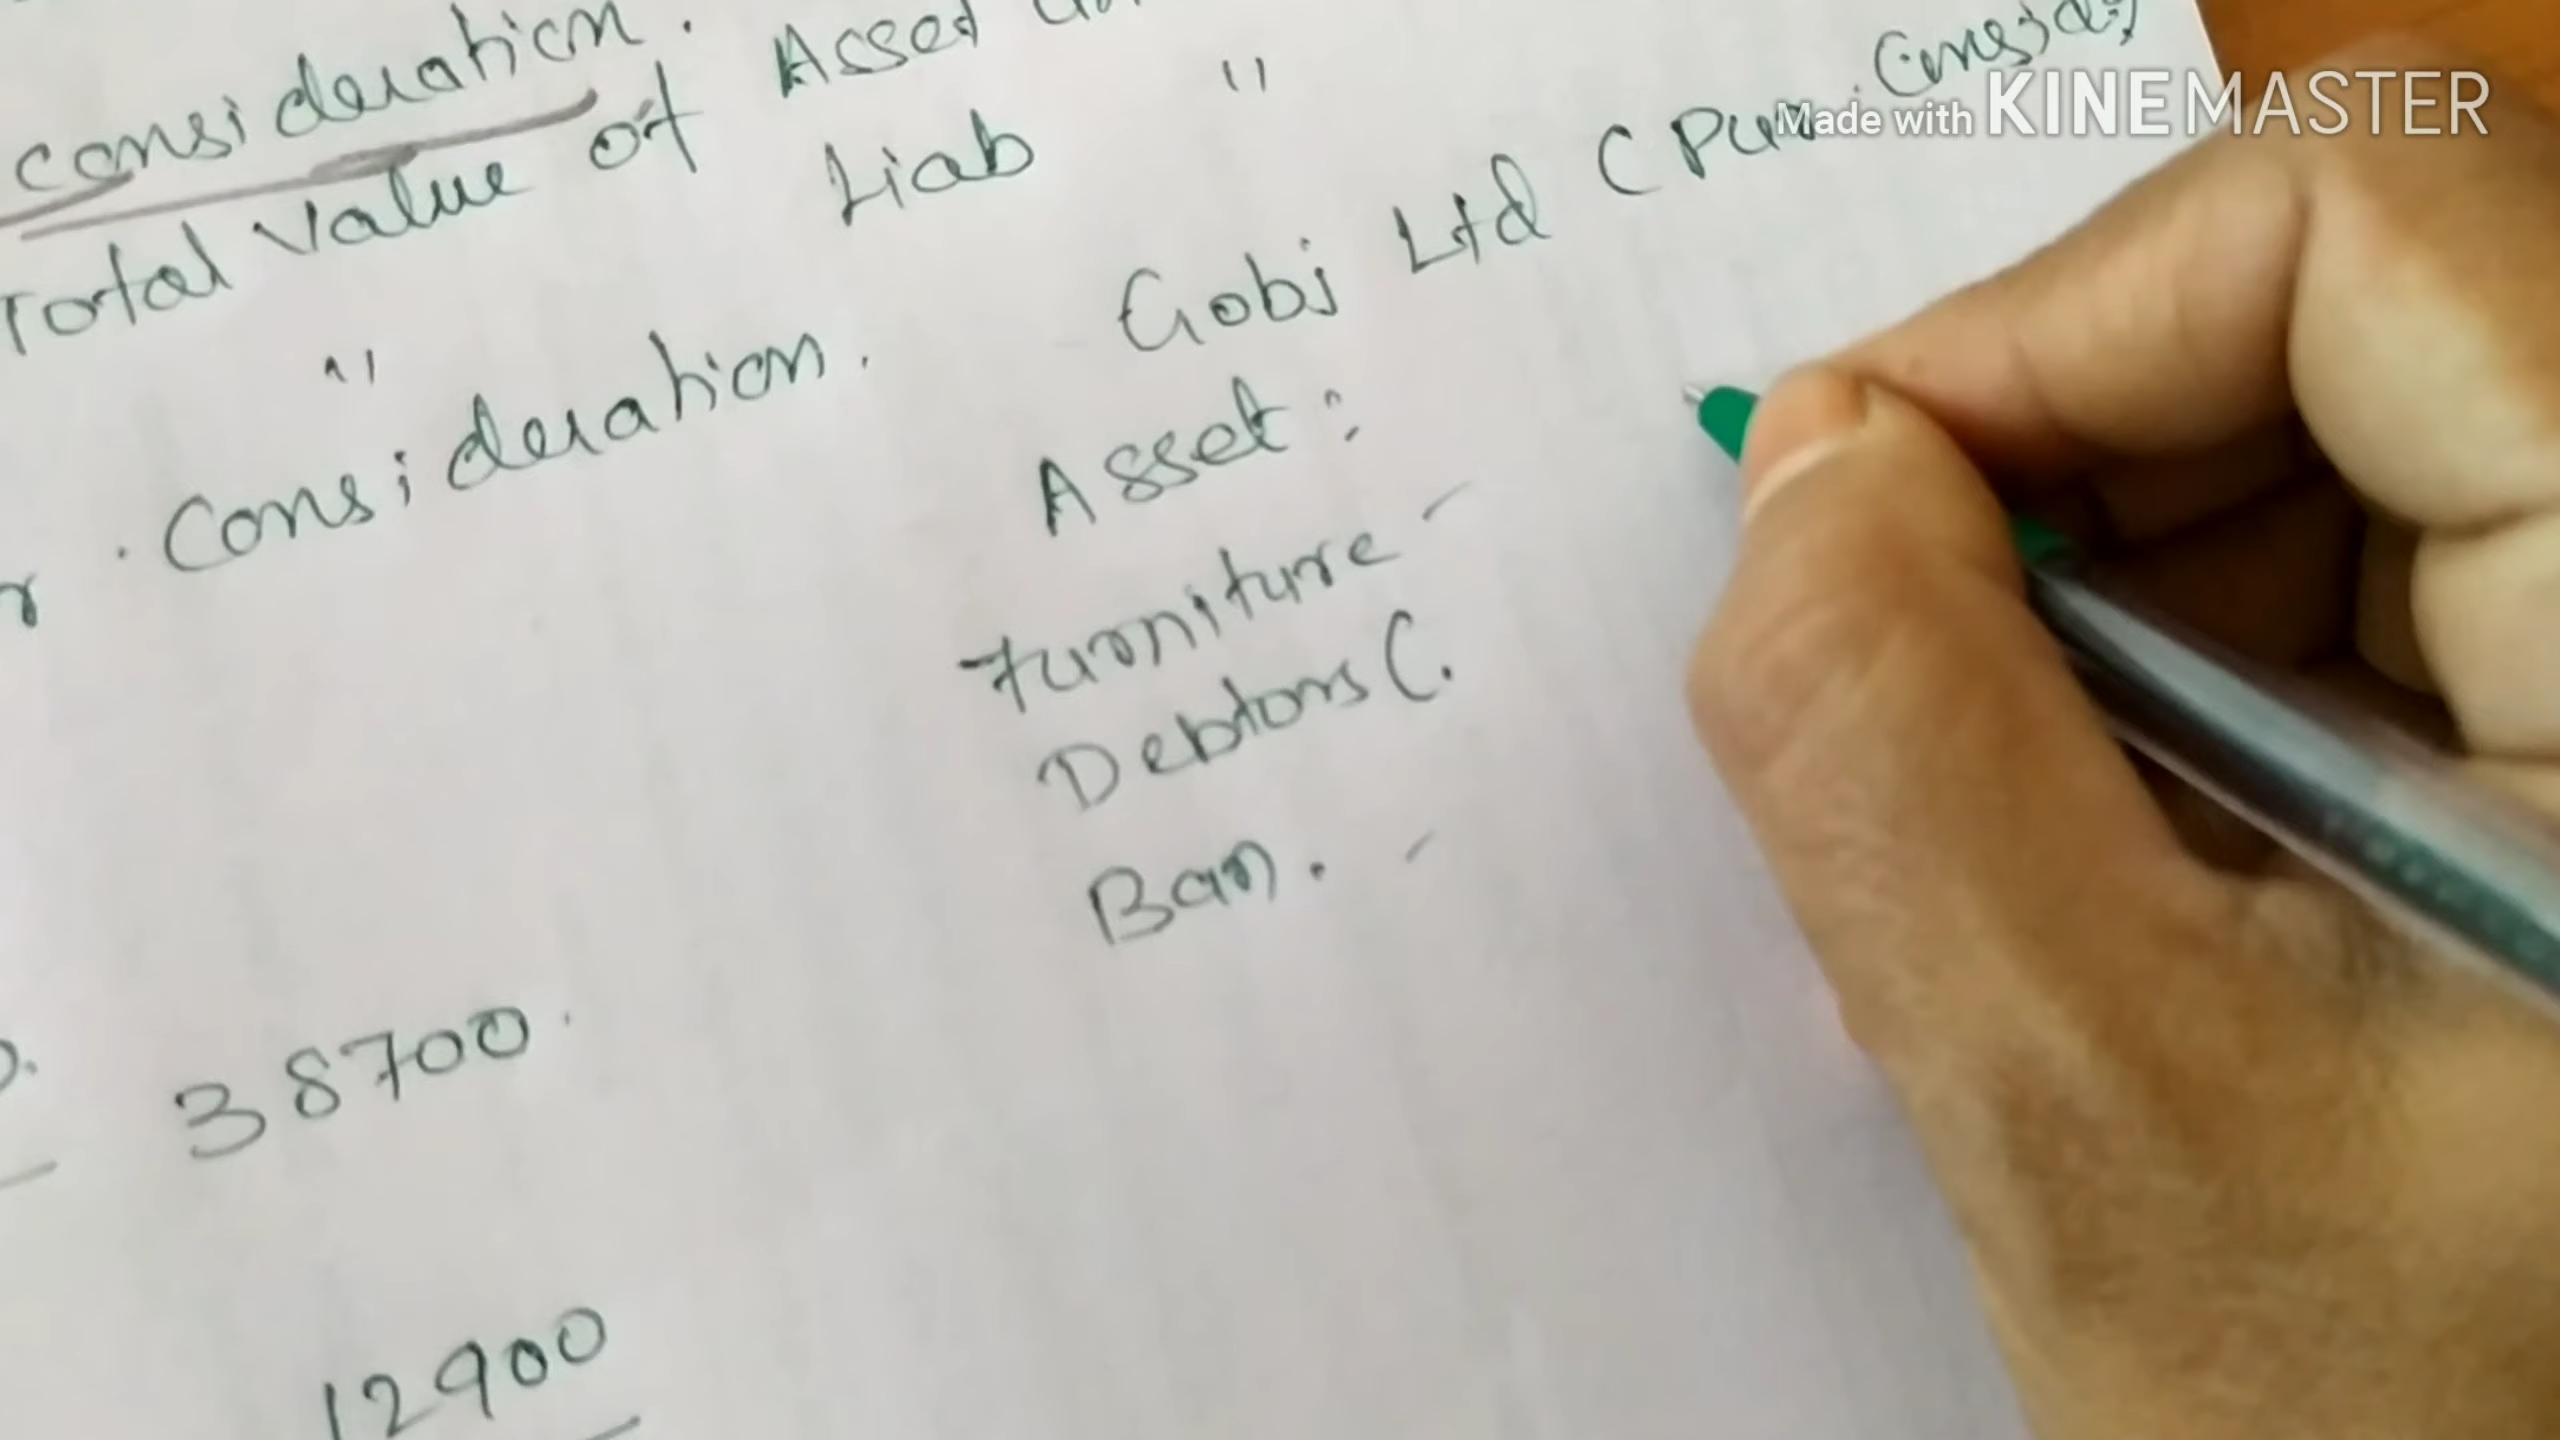 consideration.
Total Value of Asset
" Liab "
Consideration.
38700.
12900
Gobi Ltd (Pur. Consid
Asset:
Furniture -
Debtors (.
Ban. -
Made with KINEMASTER